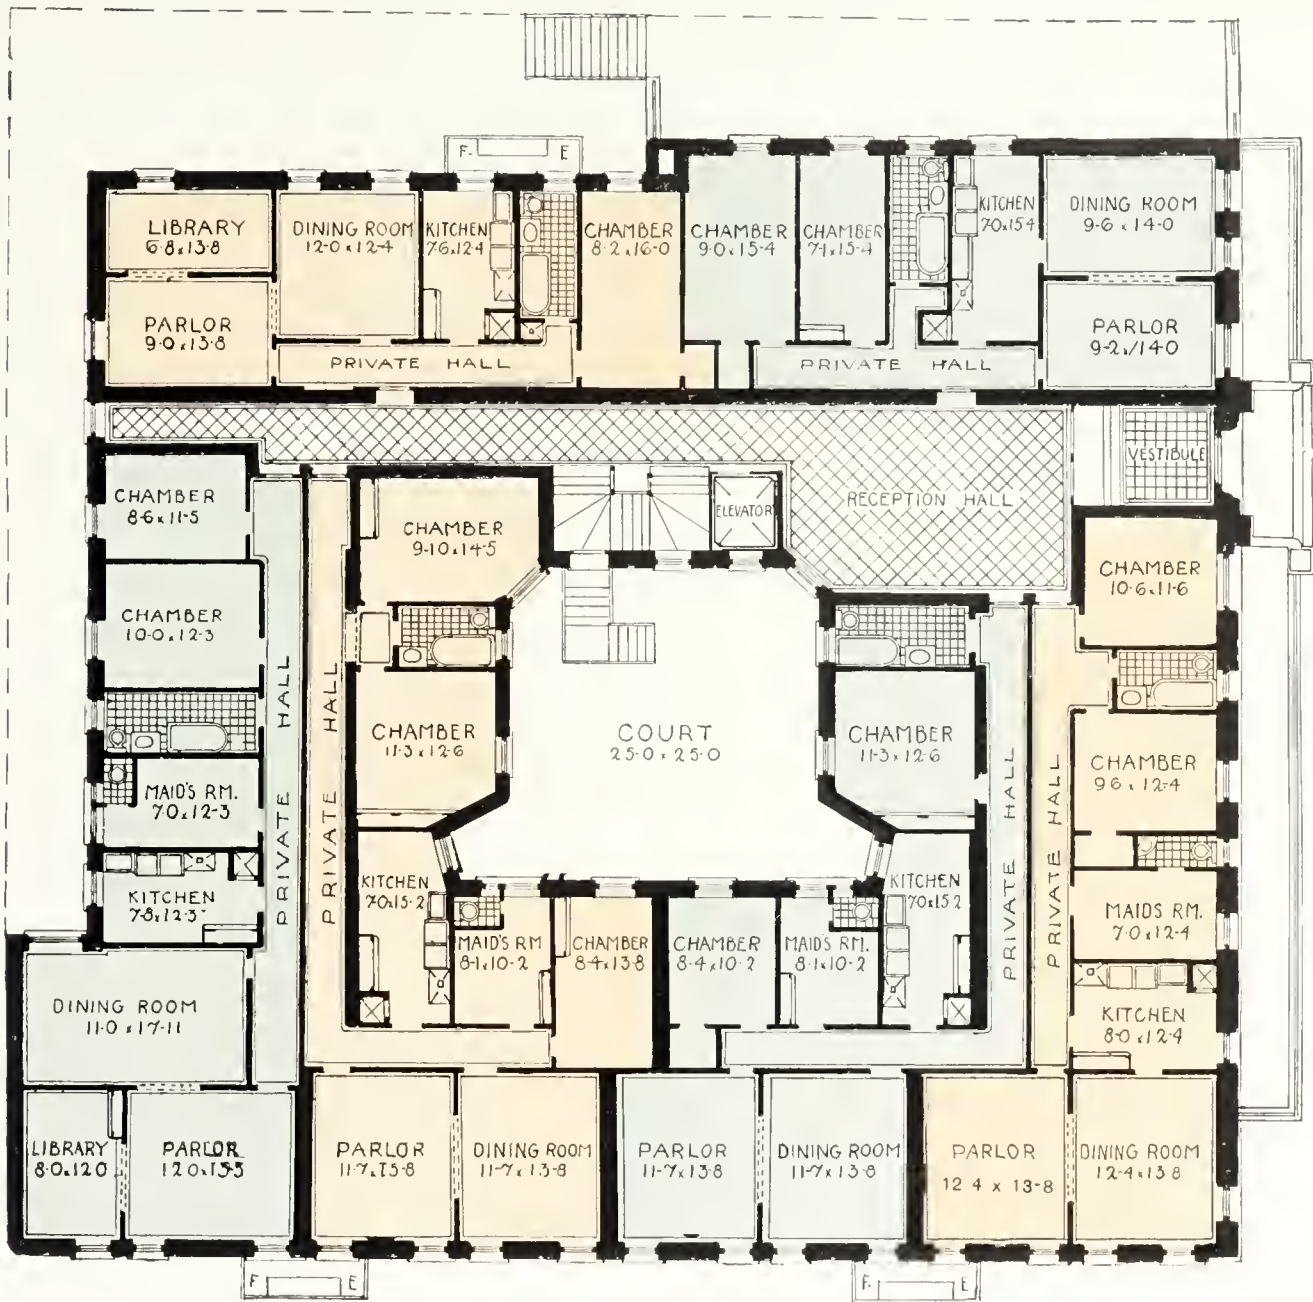 F. E
LIBRARY
6-8 x 13-8
DINING ROOM
12-0 x 12-4
KITCHEN
7-6 x 12-4
CHAMBER
8-2 x 16-0
CHAMBER
9-0 x 15-4
CHAMBER
7-1 x 15-4
KITCHEN
7-0 x 15-4
DINING ROOM
9-6 x 14-0
PARLOR
9-0 x 13-8
PRIVATE HALL
PRIVATE HALL
PARLOR
9-2 x 14-0
VESTIBULE
RECEPTION HALL
ELEVATOR
CHAMBER
8-6 x 11-5
CHAMBER
9-10 x 14-5
CHAMBER
10-6 x 11-6
CHAMBER
10-0 x 12-3
PRIVATE HALL
PRIVATE HALL
CHAMBER
11-3 x 12-6
COURT
25-0 x 25-0
CHAMBER
11-3 x 12-6
PRIVATE HALL
PRIVATE HALL
CHAMBER
9-6 x 12-4
MAID'S RM.
7-0 x 12-3
KITCHEN
7-8 x 12-3
KITCHEN
7-0 x 15-2
MAID'S RM
8-1 x 10-2
CHAMBER
8-4 x 13-8
CHAMBER
8-4 x 10-2
MAID'S RM.
8-1 x 10-2
KITCHEN
7-0 x 15-2
MAIDS RM.
7-0 x 12-4
KITCHEN
8-0 x 12-4
DINING ROOM
11-0 x 17-11
LIBRARY
8-0 x 12-0
PARLOR
12-0 x 13-5
PARLOR
11-7 x 13-8
DINING ROOM
11-7 x 13-8
PARLOR
11-7 x 13-8
DINING ROOM
11-7 x 13-8
PARLOR
12 4 x 13-8
DINING ROOM
12-4 x 13 8
F E
F E